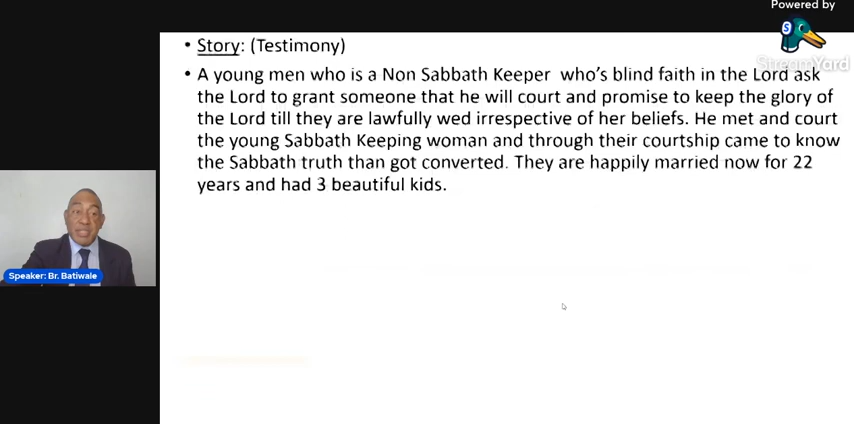 Powered by
StreamYard
• Story: (Testimony)
• A young men who is a Non Sabbath Keeper who's blind faith in the Lord ask
the Lord to grant someone that he will court and promise to keep the glory of
the Lord till they are lawfully wed irrespective of her beliefs. He met and court
the young Sabbath Keeping woman and through their courtship came to know
the Sabbath truth than got converted. They are happily married now for 22
years and had 3 beautiful kids.
Speaker: Br. Batiwale